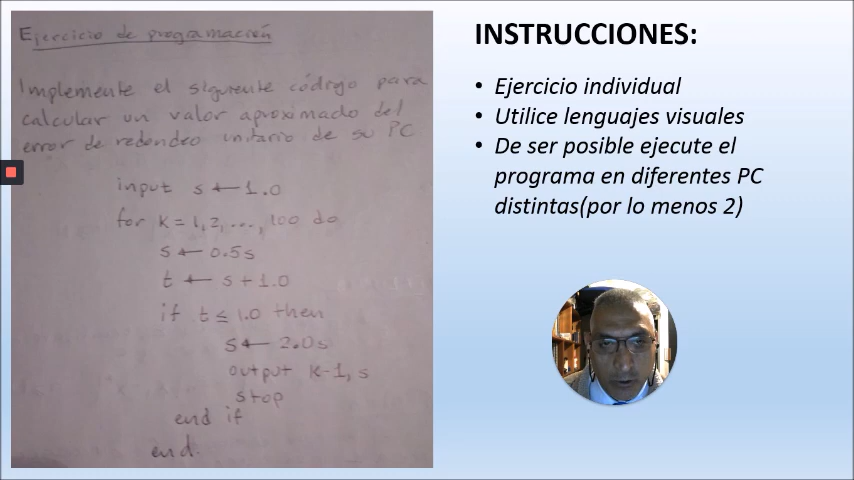 Ejercicio de programación
Implemente el siguiente código para
calcular un valor aproximado del
error de redondeo unitario de su PC
input s ← 1.0
for k = 1,2, ..., 100 do
s ← 0.5s
t ← s + 1.0
if t ≤ 1.0 then
s ← 2.0s
output k-1, s
stop
end if
end.
INSTRUCCIONES:
• Ejercicio individual
• Utilice lenguajes visuales
• De ser posible ejecute el
programa en diferentes PC
distintas(por lo menos 2)